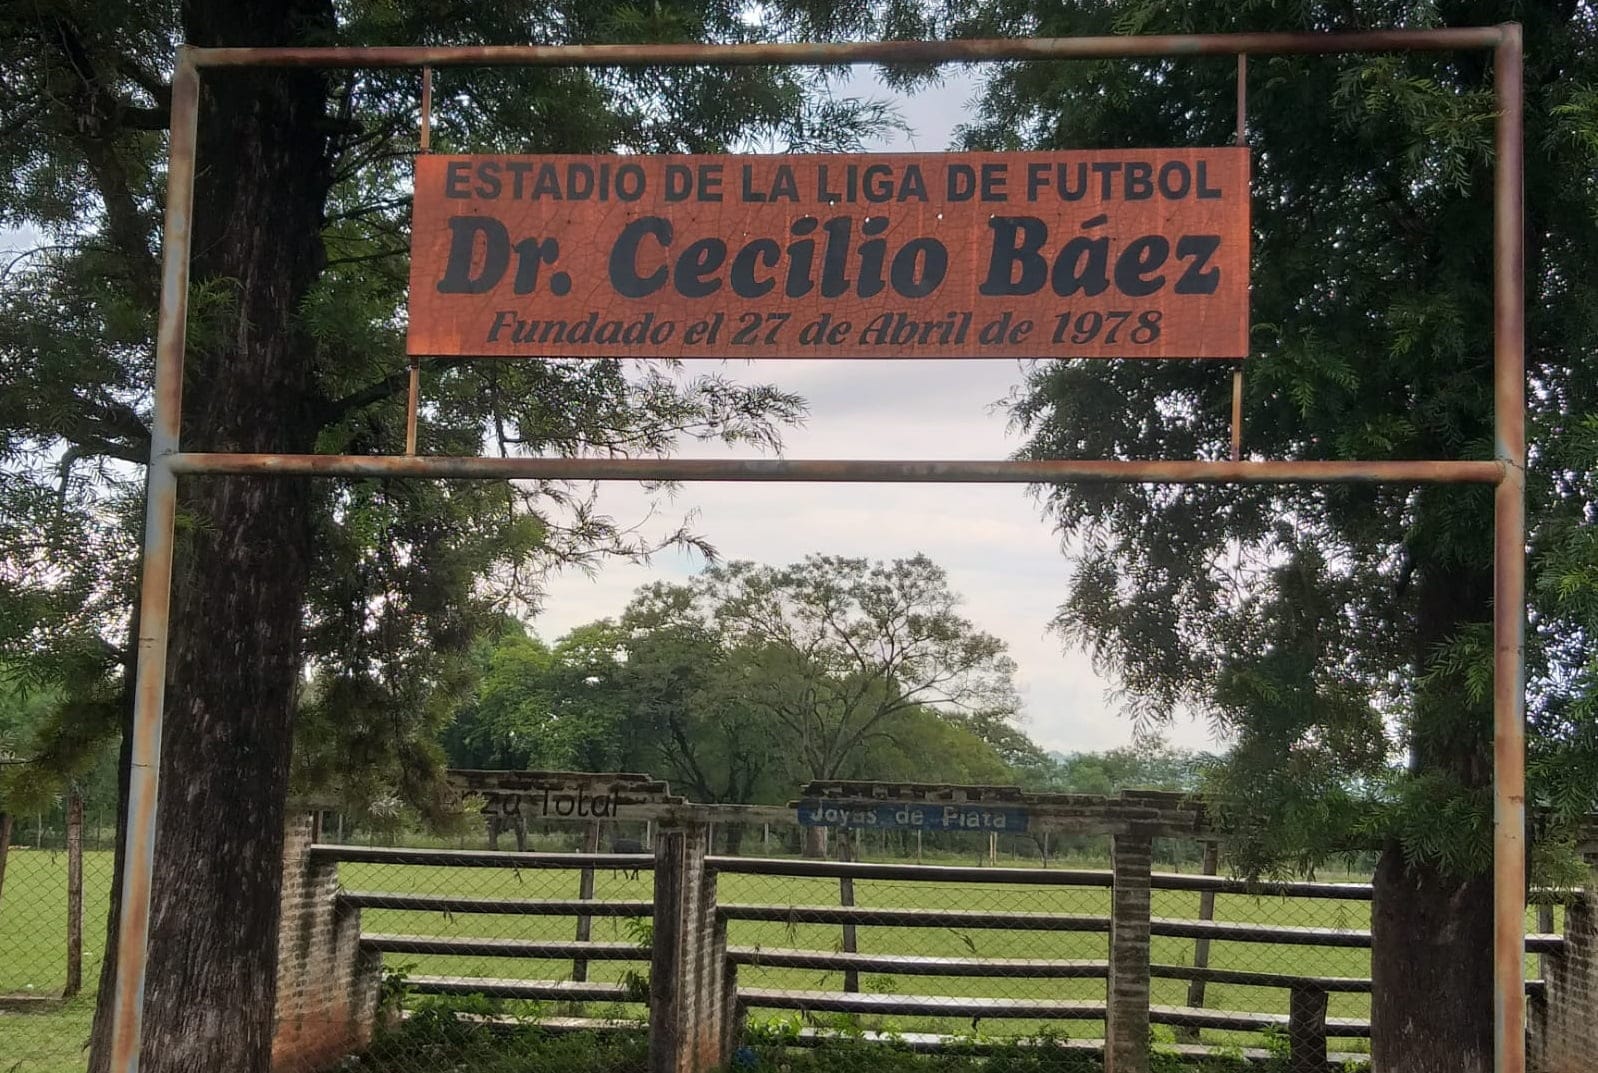 ESTADIO DE LA LIGA DE FUTBOL
Dr. Cecilio Báez
Fundado el 27 de Abril de 1978
Total
Joyas de Plata